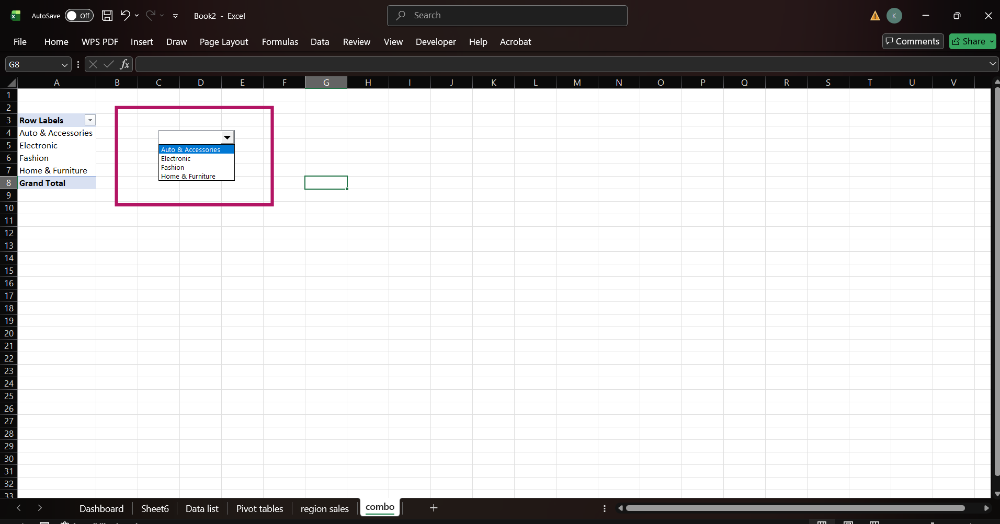 AutoSave Off Book2 - Excel Search K
File Home WPS PDF Insert Draw Page Layout Formulas Data Review View Developer Help Acrobat Comments Share
G8 fx
A B C D E F G H I J K L M N O P Q R S T U V
1
2
3 Row Labels
4 Auto & Accessories
5 Electronic
6 Fashion
7 Home & Furniture
8 Grand Total
Auto & Accessories
Electronic
Fashion
Home & Furniture
9
10
11
12
13
14
15
16
17
18
19
20
21
22
23
24
25
26
27
28
29
30
31
32
33
Dashboard Sheet6 Data list Pivot tables region sales combo